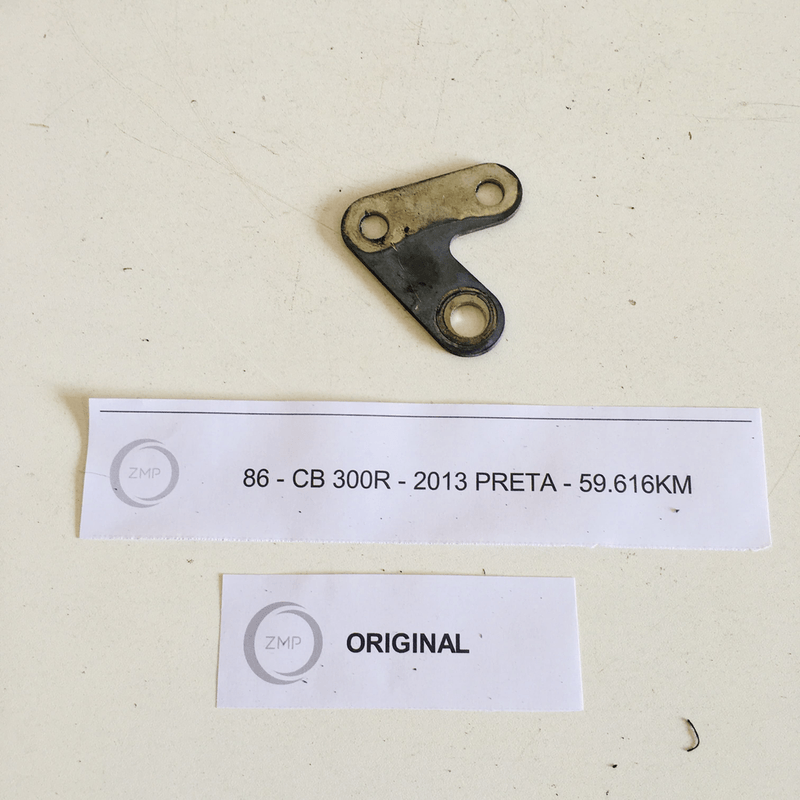 ZMP
86 - CB 300R - 2013 PRETA - 59.616KM
ZMP
ORIGINAL